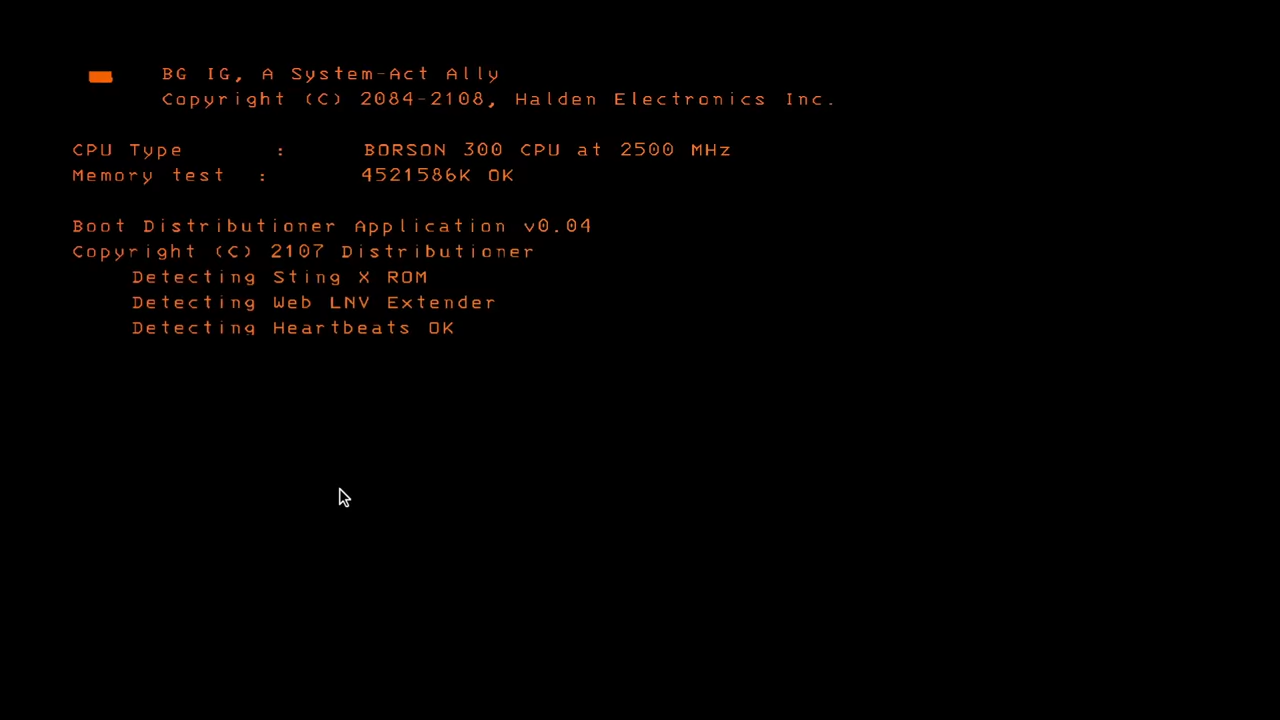 BG IG, A System-Act Ally
Copyright (C) 2084-2108, Halden Electronics Inc.
CPU Type : BORSON 300 CPU at 2500 MHz
Memory test : 4521586K OK
Boot Distributioner Application v0.04
Copyright (C) 2107 Distributioner
Detecting Sting X ROM
Detecting Web LNV Extender
Detecting Heartbeats OK